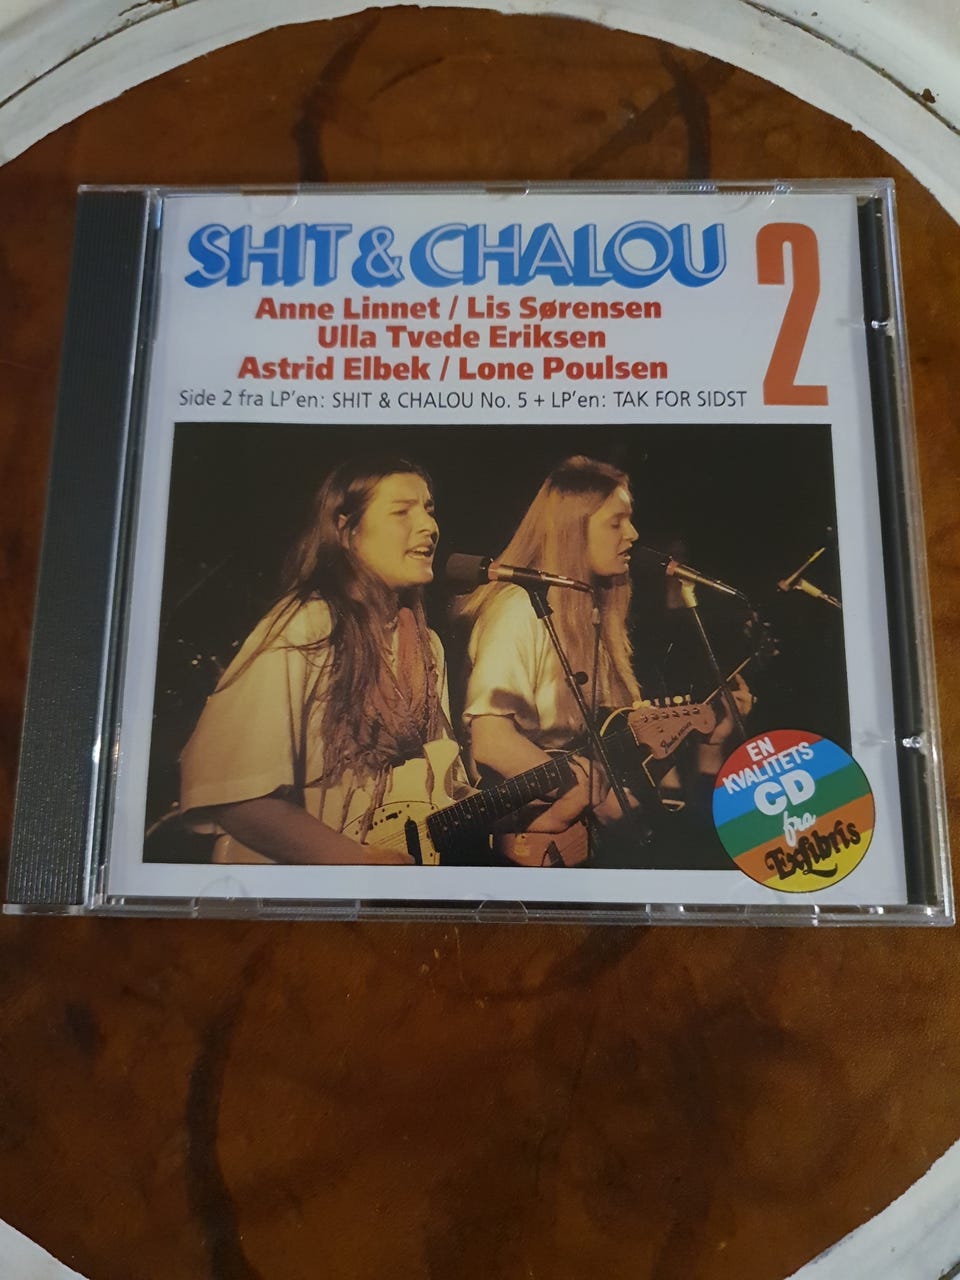 SHIT & CHALOU 2
Anne Linnet / Lis Sørensen
Ulla Tvede Eriksen
Astrid Elbek / Lone Poulsen
Side 2 fra LP'en: SHIT & CHALOU No. 5 + LP'en: TAK FOR SIDST
EN
KVALITETS
CD
fra
Exlibris